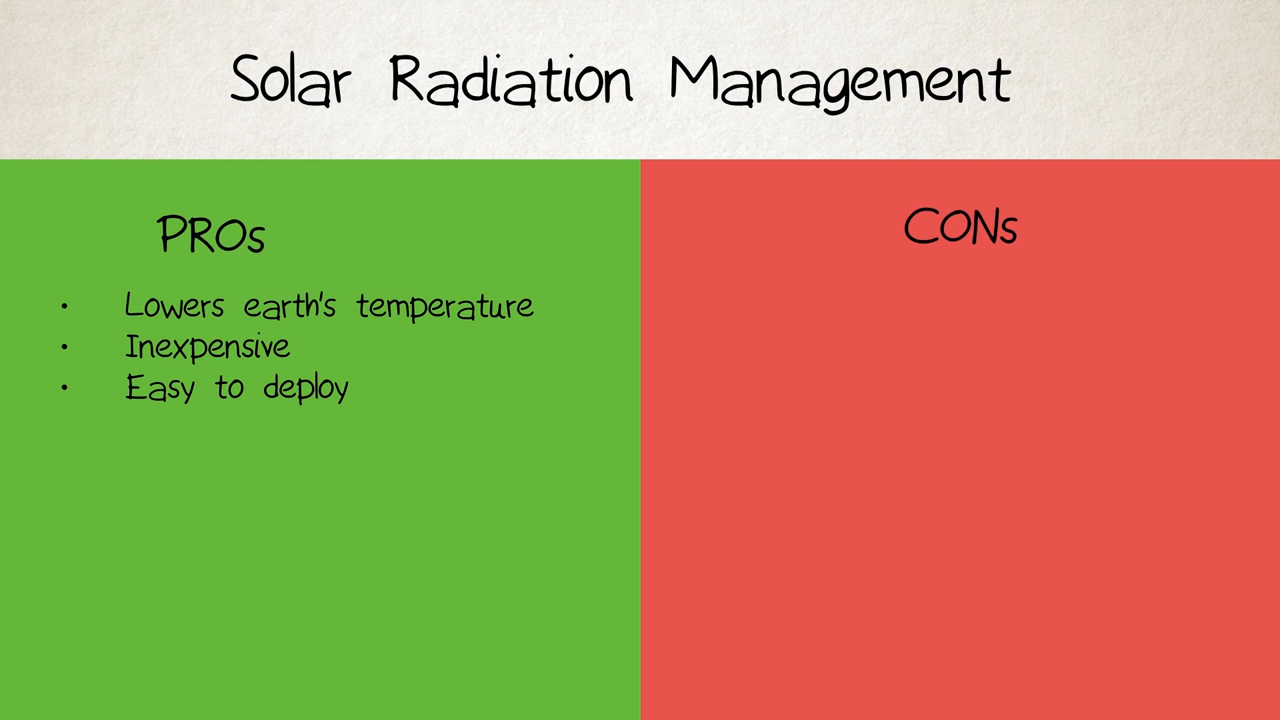 Solar Radiation Management
PROs
• Lowers earth's temperature
• Inexpensive
• Easy to deploy
CONs